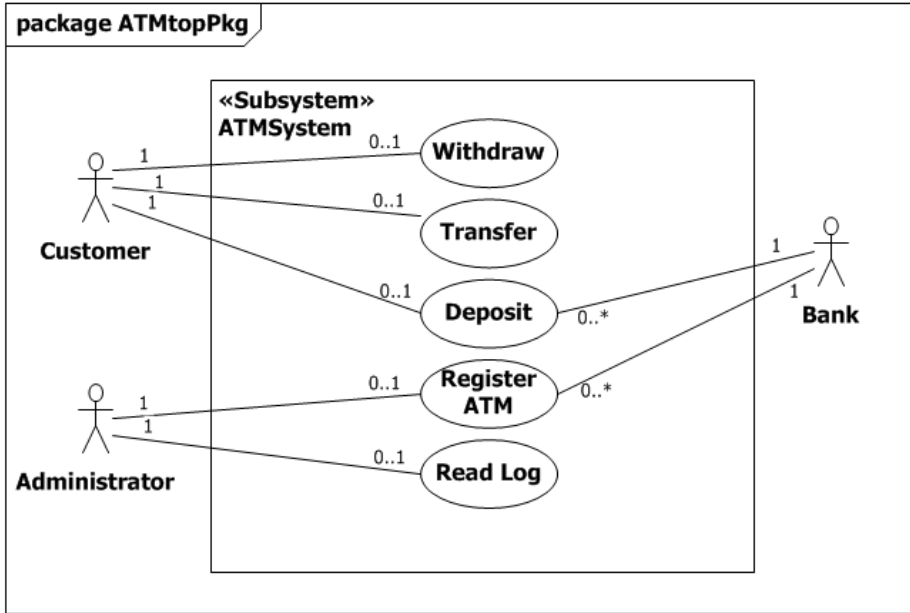 package ATMtopPkg
«Subsystem»
ATMSystem
1
0..1
Withdraw
1
0..1
Transfer
1
0..1
Deposit
Customer
1
0..*
1
0..*
Bank
1
0..1
Register
ATM
1
0..1
Read Log
Administrator